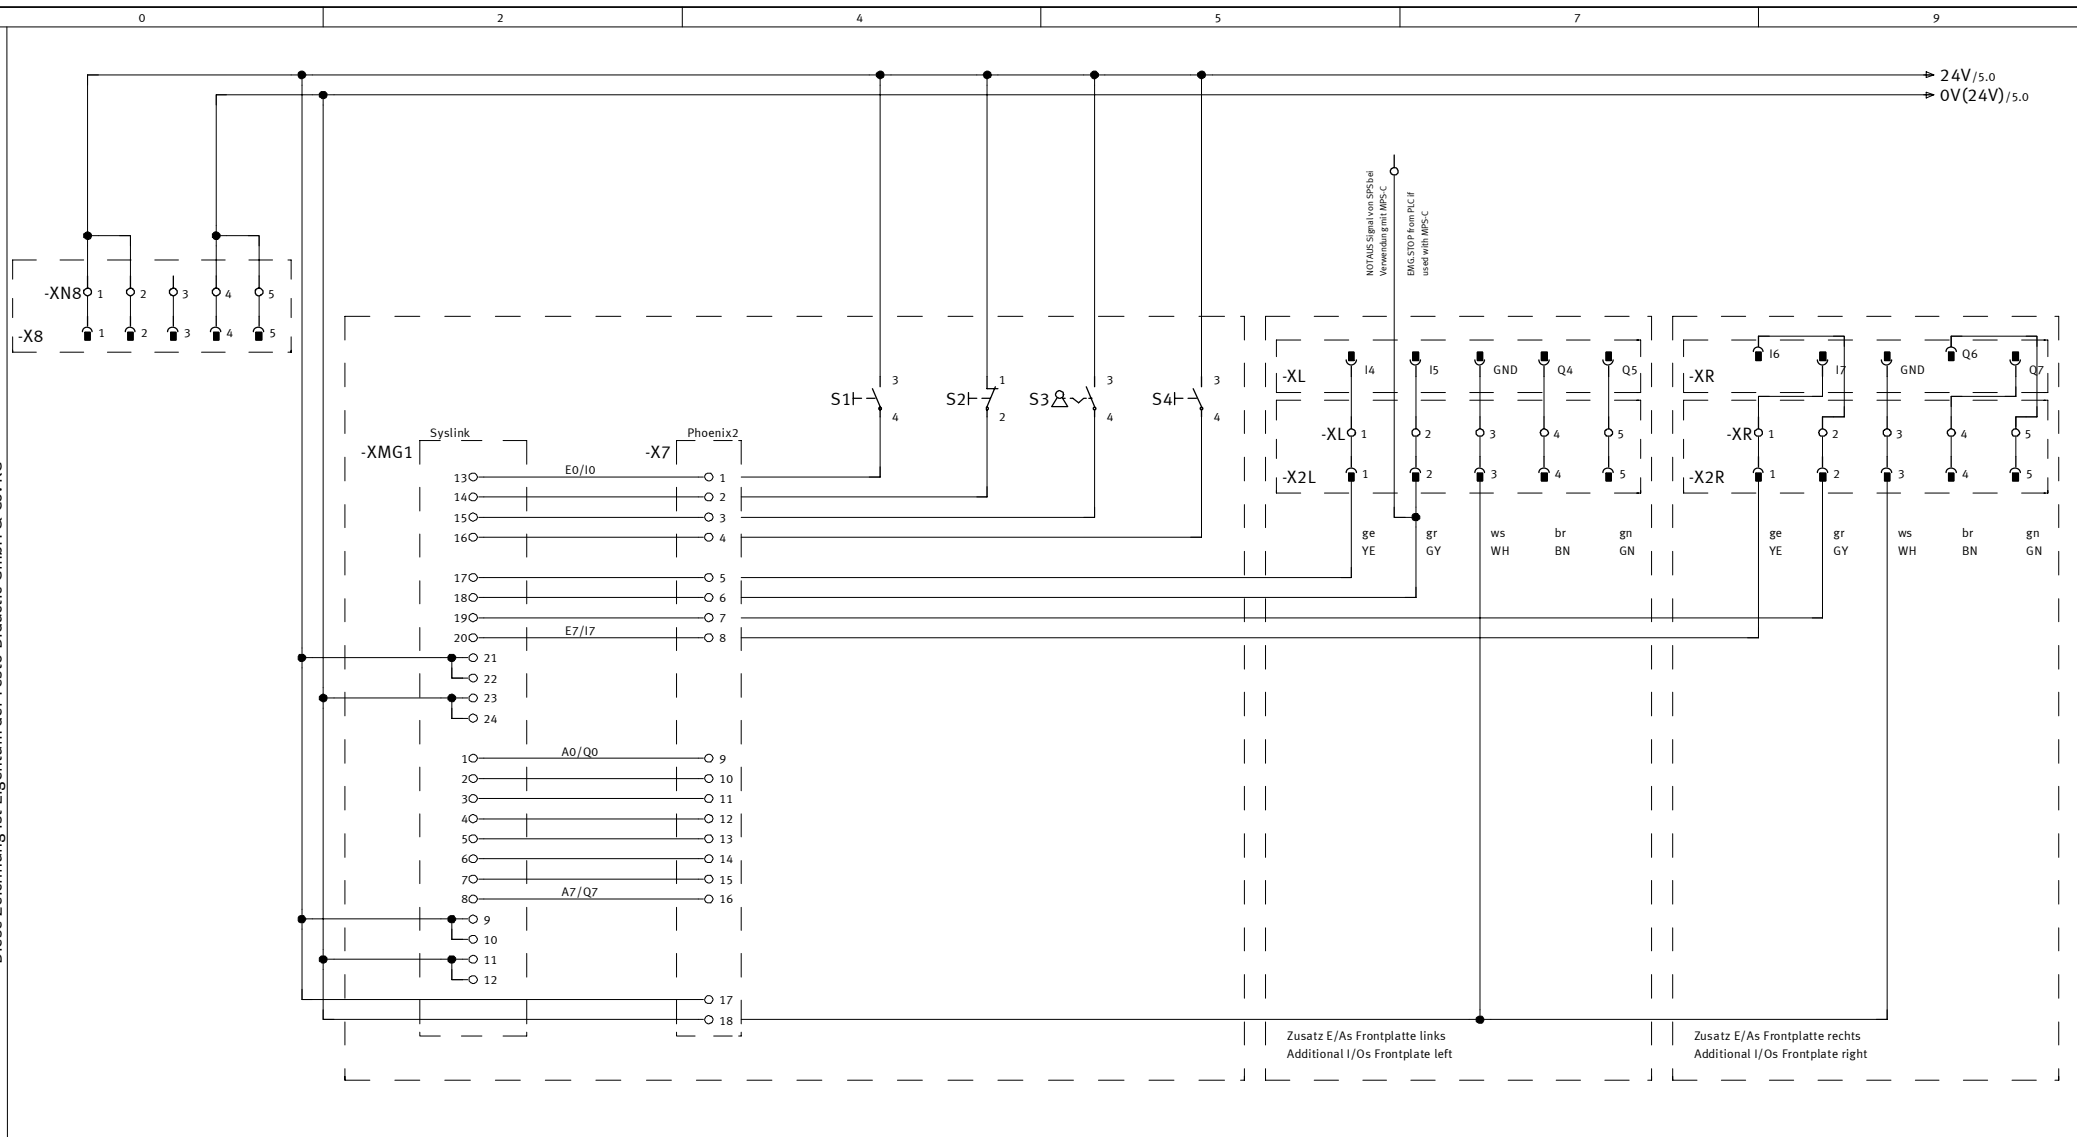 0 2 4 5 7 9
24V/5.0
0V(24V)/5.0
NOTAUS Signal von SPS bei
Verwendung mit MPS-C
EMG.STOP from PLC if
used with MPS-C
-XN8 1 2 3 4 5
-X8 1 2 3 4 5
3 1 3 3
S1 S2 S3 S4
4 2 4 4
-XL I4 I5 GND Q4 Q5
-XL 1 2 3 4 5
-X2L 1 2 3 4 5
ge gr ws br gn
YE GY WH BN GN
I6 Q6
-XR I7 GND Q7
-XR 1 2 3 4 5
-X2R 1 2 3 4 5
ge gr ws br gn
YE GY WH BN GN
Syslink Phoenix2
-XMG1 -X7
13 E0/I0 1
14 2
15 3
16 4
17 5
18 6
19 7
20 E7/I7 8
21
22
23
24
1 A0/Q0 9
2 10
3 11
4 12
5 13
6 14
7 15
8 A7/Q7 16
9
10
11
12
17
18
Zusatz E/As Frontplatte links
Additional I/Os Frontplate left
Zusatz E/As Frontplatte rechts
Additional I/Os Frontplate right